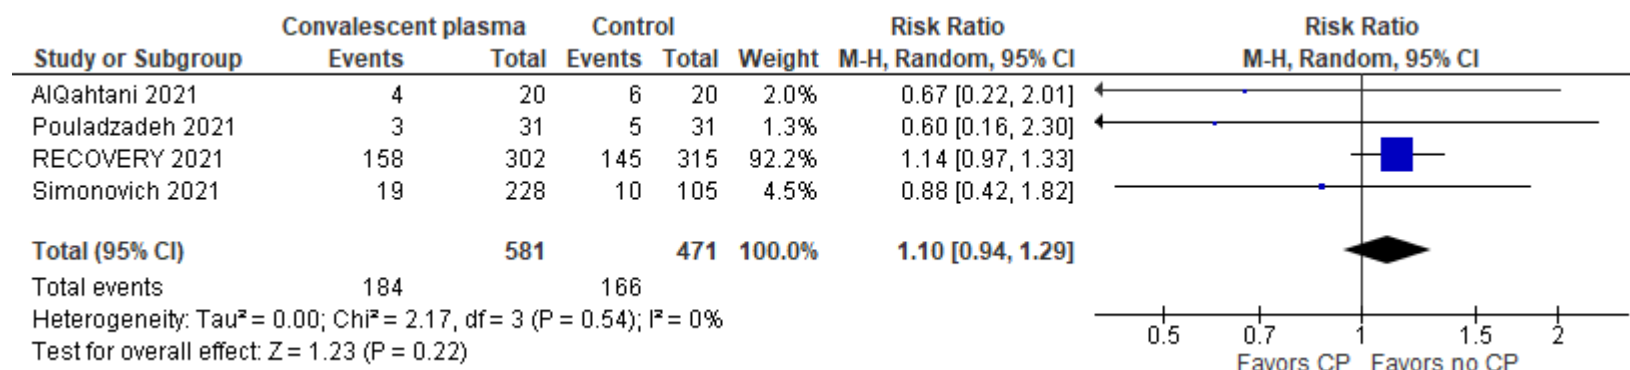 Convalescent plasma Control Risk Ratio Risk Ratio
Study or Subgroup Events Total Events Total Weight M-H, Random, 95% CI M-H, Random, 95% CI
AlQahtani 2021 4 20 6 20 2.0% 0.67 [0.22, 2.01]
Pouladzadeh 2021 3 31 5 31 1.3% 0.60 [0.16, 2.30]
RECOVERY 2021 158 302 145 315 92.2% 1.14 [0.97, 1.33]
Simonovich 2021 19 228 10 105 4.5% 0.88 [0.42, 1.82]
Total (95% CI) 581 471 100.0% 1.10 [0.94, 1.29]
Total events 184 166
Heterogeneity: Tau² = 0.00; Chi² = 2.17, df = 3 (P = 0.54); I² = 0%
Test for overall effect: Z = 1.23 (P = 0.22)
0.5 0.7 1 1.5 2
Favors CP Favors no CP